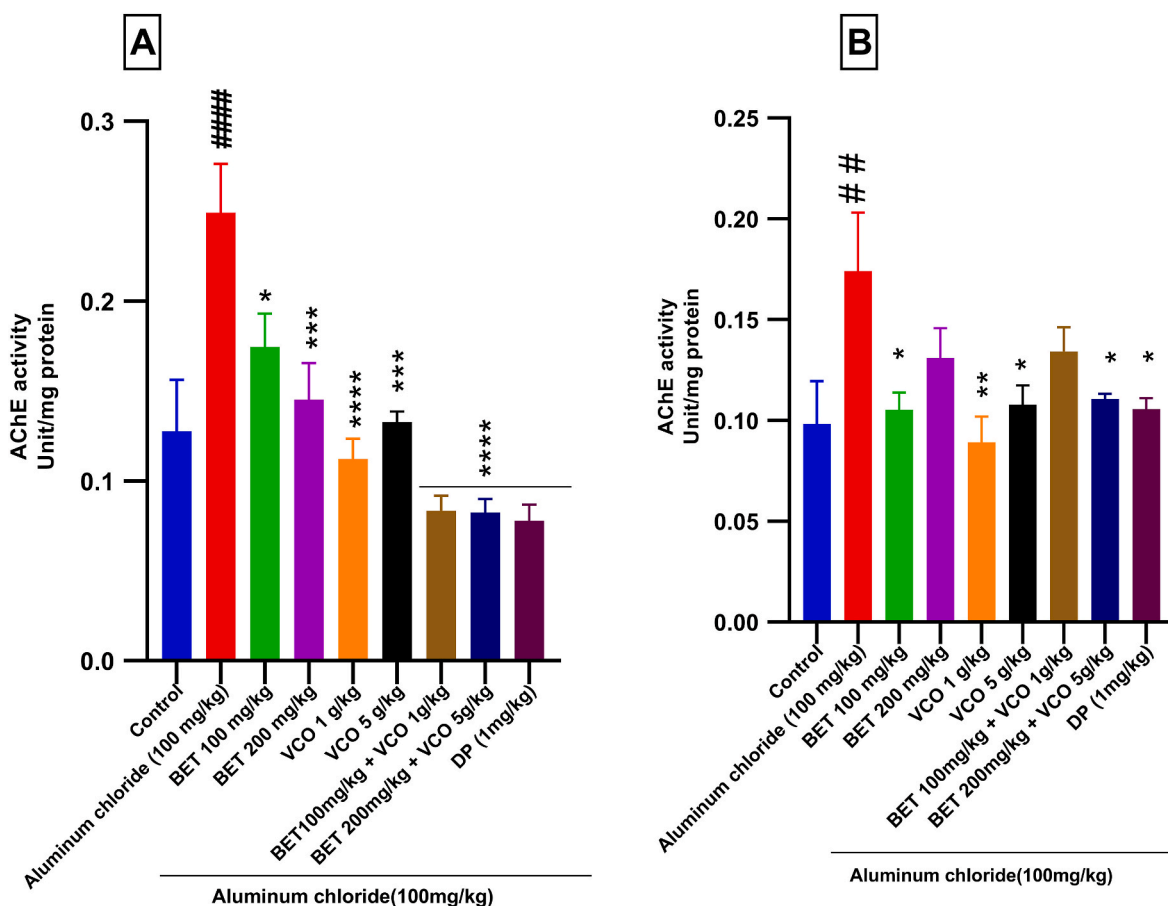 A
AChE activity
Unit/mg protein
0.3
0.2
0.1
0.0
####
*
***
****
***
****
Control
Aluminum chloride (100 mg/kg)
BET 100 mg/kg
BET 200 mg/kg
VCO 1 g/kg
VCO 5 g/kg
BET100mg/kg + VCO 1g/kg
BET 200mg/kg + VCO 5g/kg
DP (1mg/kg)
Aluminum chloride(100mg/kg)
B
AChE activity
Unit/mg protein
0.25
0.20
0.15
0.10
0.05
0.00
##
##
*
**
*
*
*
Control
Aluminum chloride (100 mg/kg)
BET 100 mg/kg
BET 200 mg/kg
VCO 1 g/kg
VCO 5 g/kg
BET 100mg/kg + VCO 1g/kg
BET 200mg/kg + VCO 5g/kg
DP (1mg/kg)
Aluminum chloride(100mg/kg)